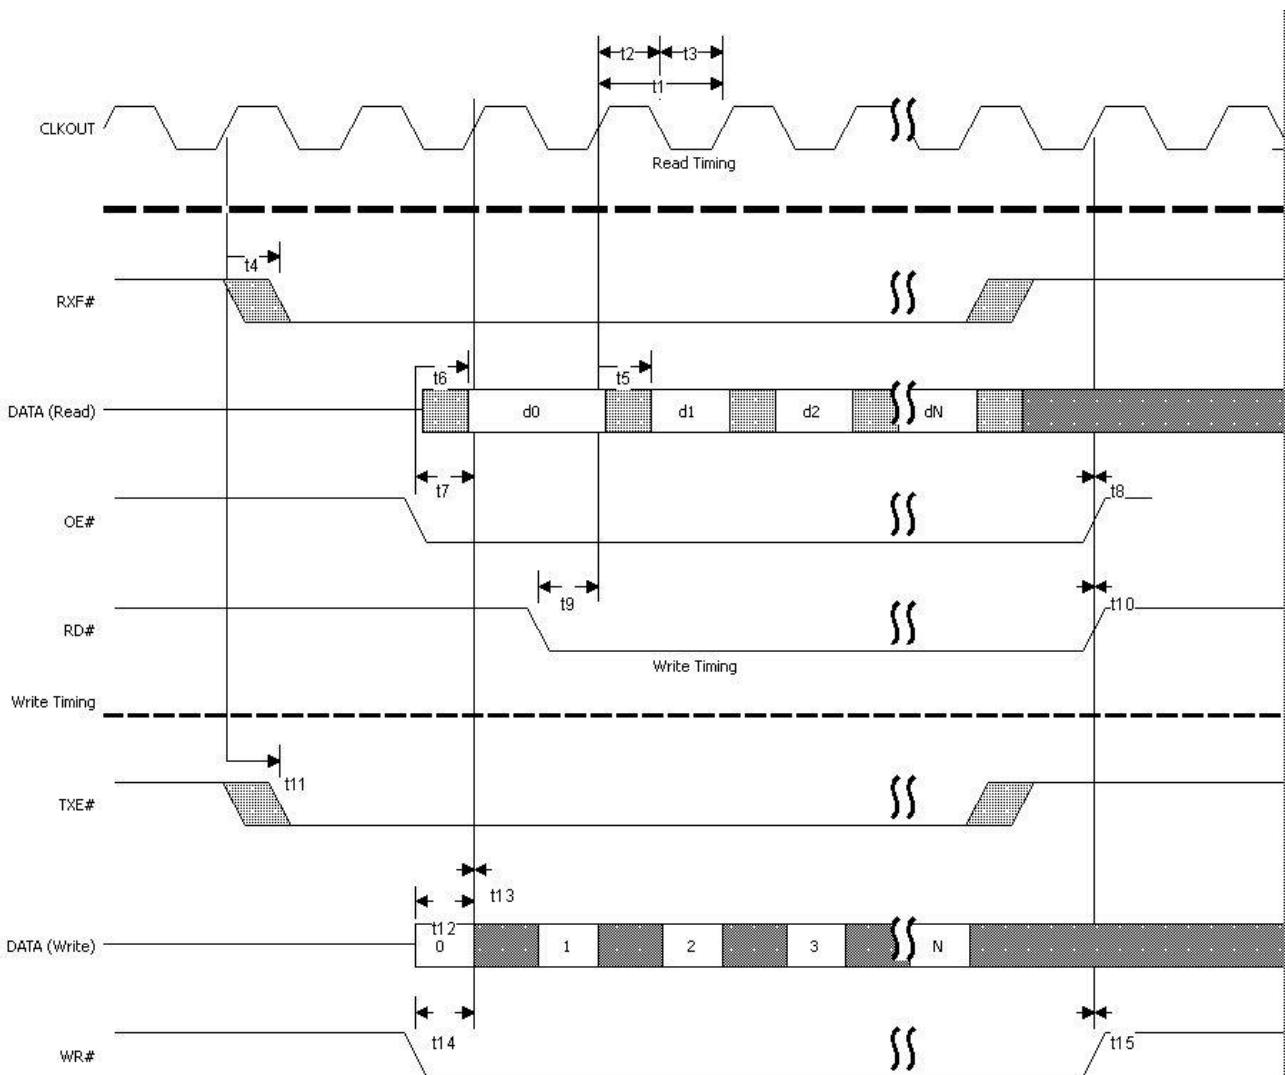 t2 t3
t1
CLKOUT
Read Timing
t4
RXF#
t6 t5
DATA (Read) d0 d1 d2 dN
t7 t8
OE#
t9 t10
RD#
Write Timing
Write Timing
t11
TXE#
t13
t12
DATA (Write) 0 1 2 3 N
t14 t15
WR#